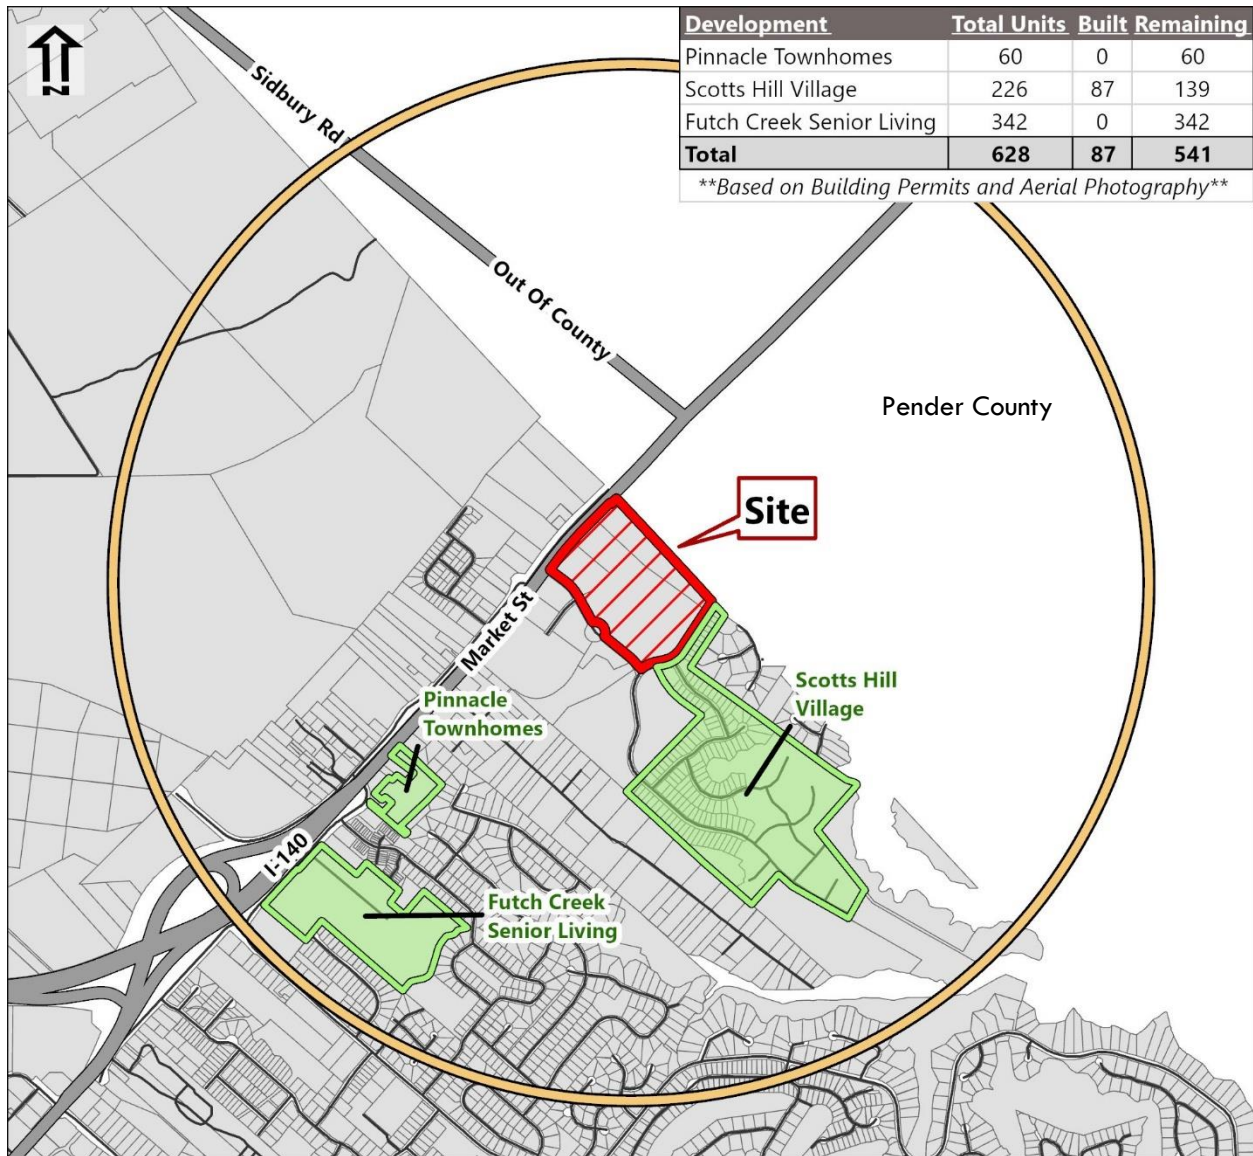 Development Total Units Built Remaining
Pinnacle Townhomes 60 0 60
Scotts Hill Village 226 87 139
Futch Creek Senior Living 342 0 342
Total 628 87 541
**Based on Building Permits and Aerial Photography**
N
Sidbury Rd
Out Of County
Pender County
Site
Market St
Scotts Hill
Village
Pinnacle
Townhomes
I-140
Futch Creek
Senior Living